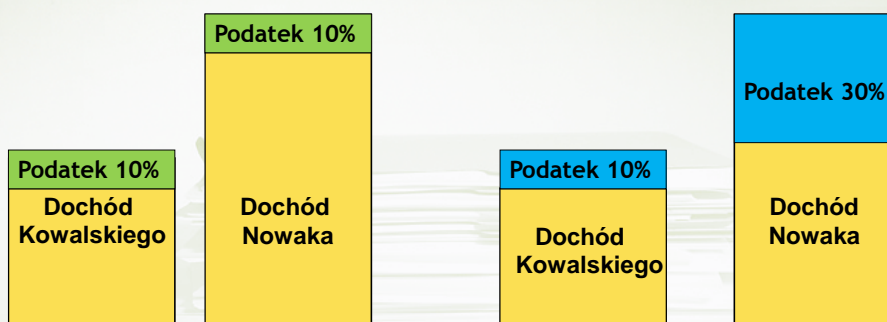 Podatek 10%
Podatek 10%
Dochód
Kowalskiego
Dochód
Nowaka
Podatek 10%
Podatek 30%
Dochód
Kowalskiego
Dochód
Nowaka